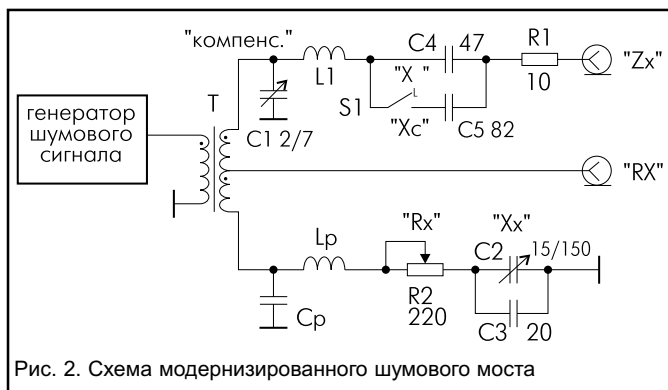 "компенс."
L1
C4
47
R1
10
"Zx"
генератор
шумового
сигнала
T
C1 2/7
S1
"X L"
"Xc"
C5 82
"RX"
Lp
"Rx"
R2
220
"Xx"
C2
15/150
C3
20
Cp
Рис. 2. Схема модернизированного шумового моста